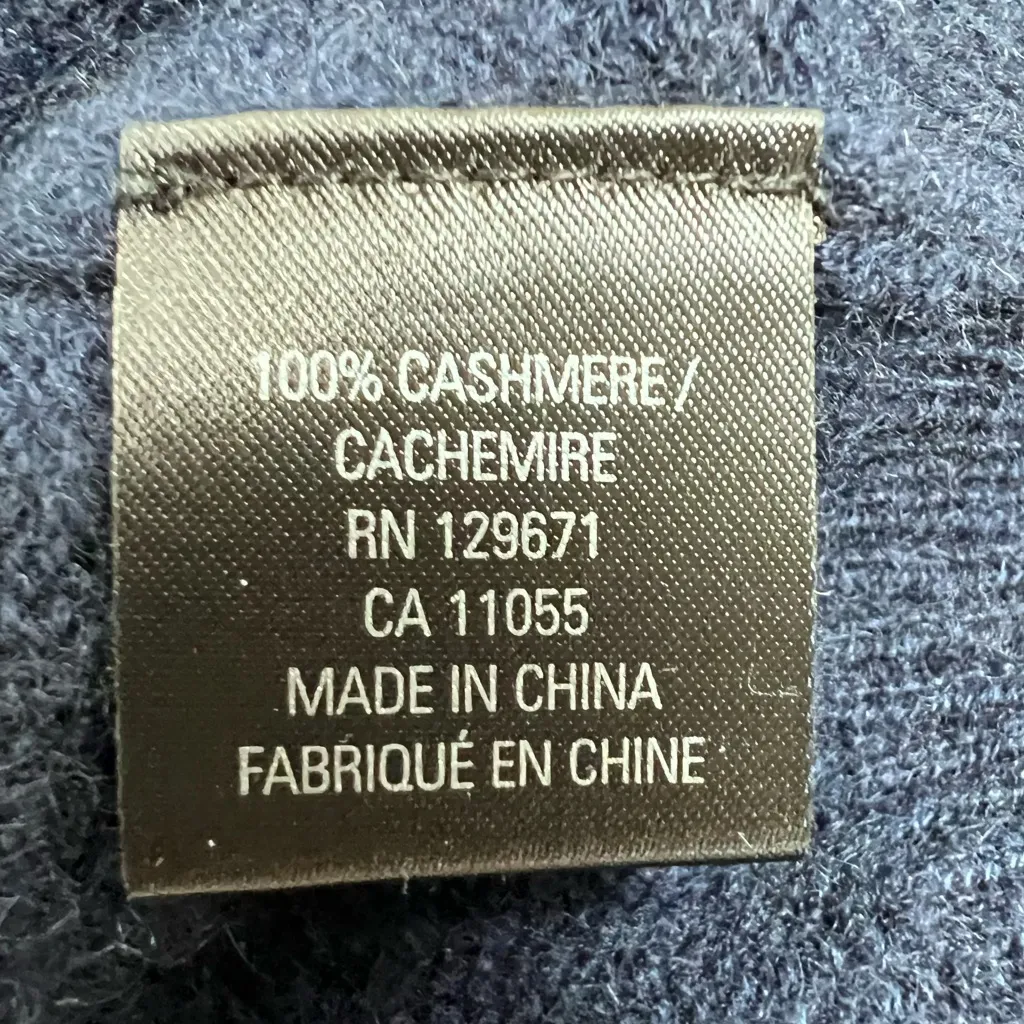 100% CASHMERE/
CACHEMIRE
RN 129671
CA 11055
MADE IN CHINA
FABRIQUÉ EN CHINE